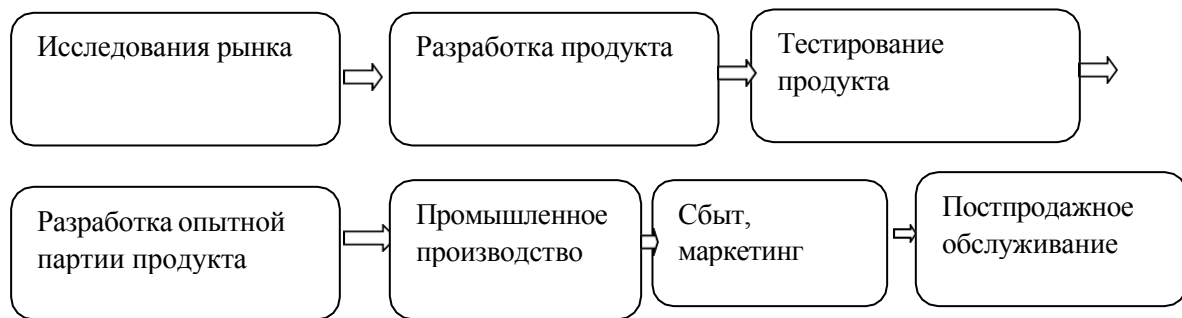 Исследования рынка
Разработка продукта
Тестирование
продукта
Разработка опытной
партии продукта
Промышленное
производство
Сбыт,
маркетинг
Постпродажное
обслуживание